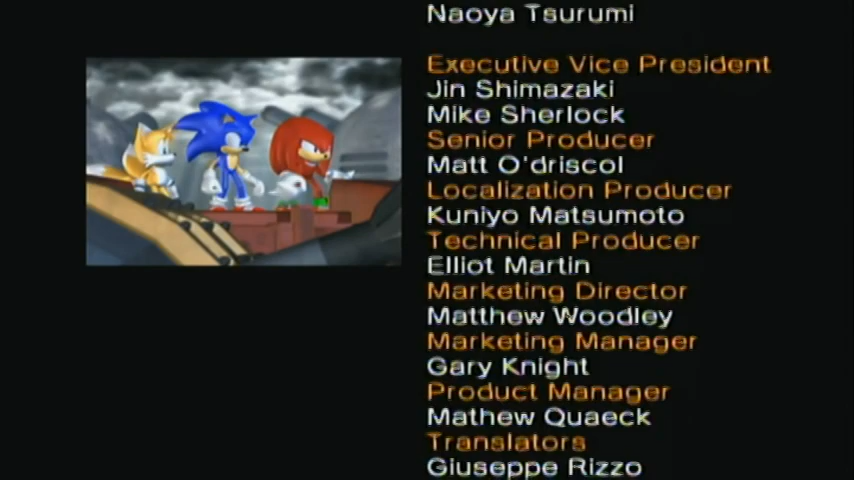 Naoya Tsurumi
Executive Vice President
Jin Shimazaki
Mike Sherlock
Senior Producer
Matt O'driscol
Localization Producer
Kuniyo Matsumoto
Technical Producer
Elliot Martin
Marketing Director
Matthew Woodley
Marketing Manager
Gary Knight
Product Manager
Mathew Quaeck
Translators
Giuseppe Rizzo